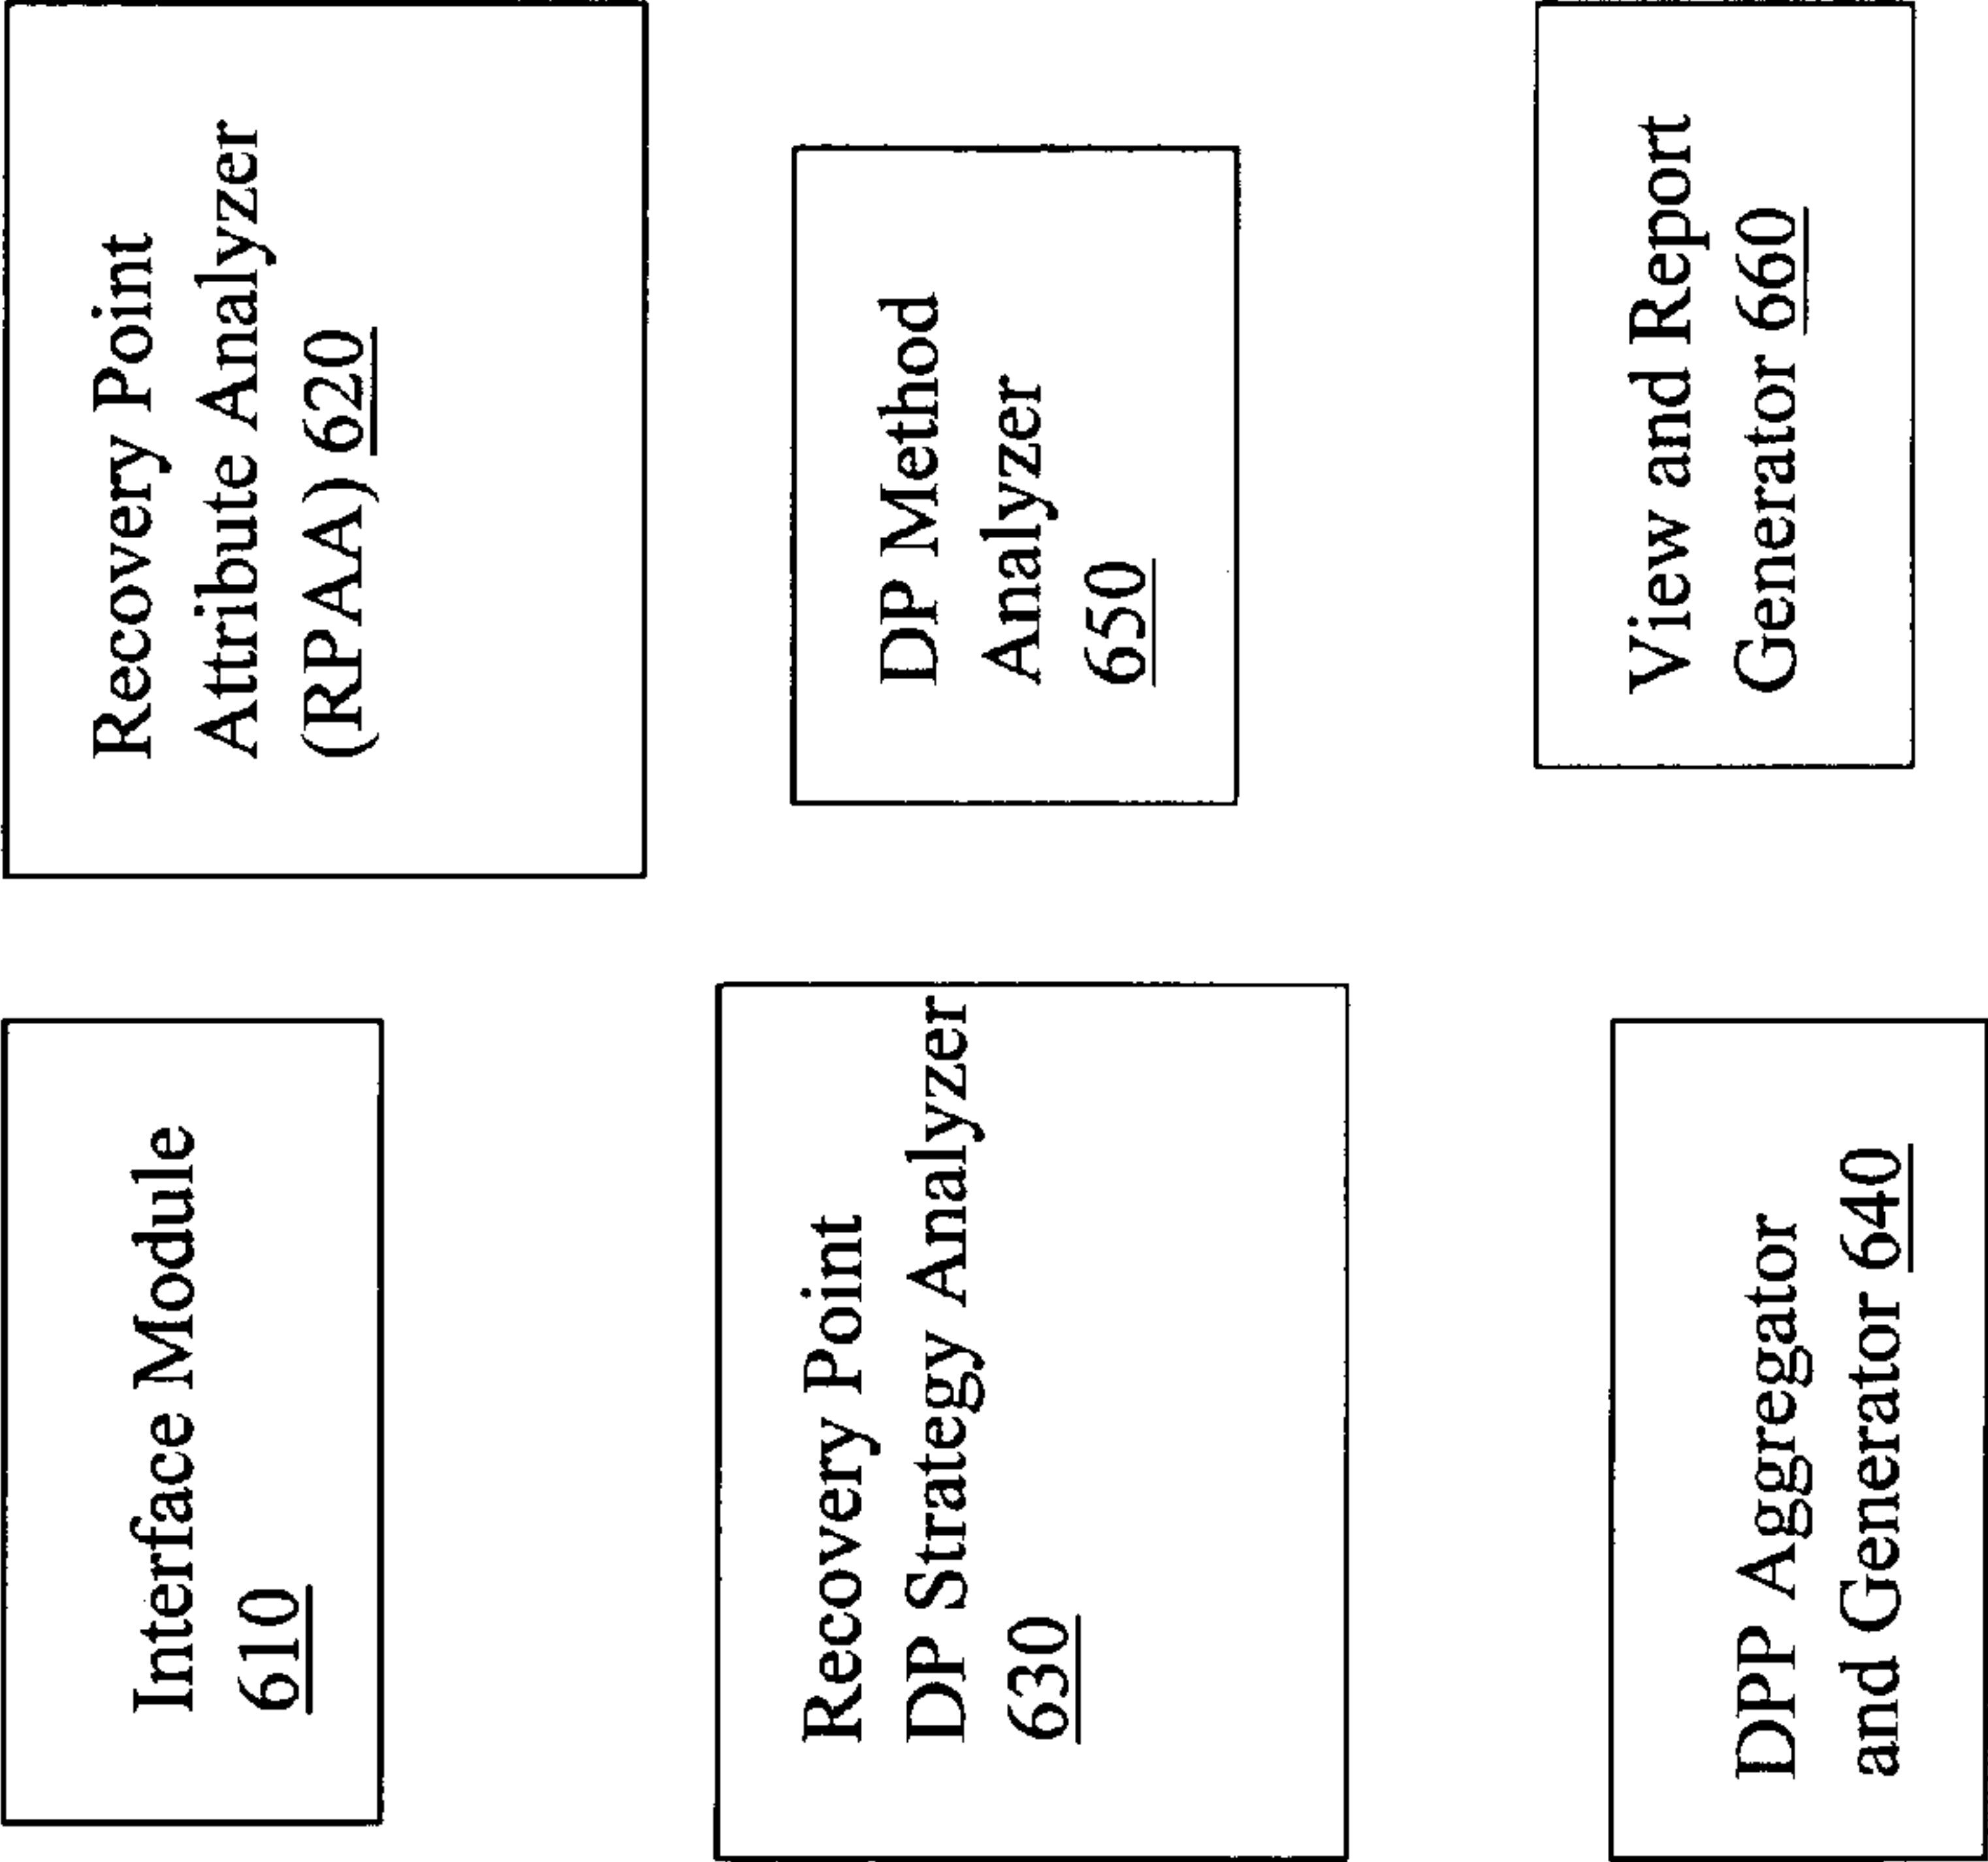 Interface Module
610
Recovery Point
Attribute Analyzer
(RPAA) 620
Recovery Point
DP Strategy Analyzer
630
DP Method
Analyzer
650
DPP Aggregator
and Generator 640
View and Report
Generator 660